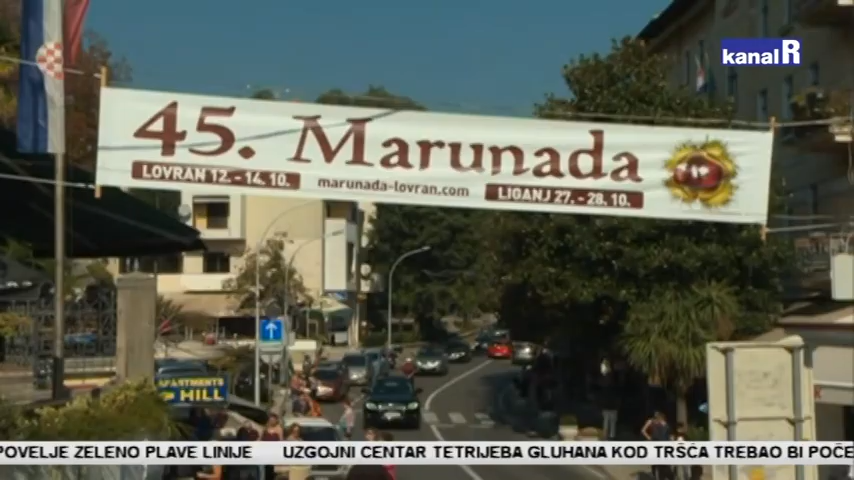 kanal R
45. Marunada
LOVRAN 12. - 14. 10.
marunada-lovran.com
LIGANJ 27. - 28. 10.
APARTMENTS
HILL
POVELJE ZELENO PLAVE LINIJE UZGOJNI CENTAR TETRIJEBA GLUHANA KOD TRŠĆA TREBAO BI POČE